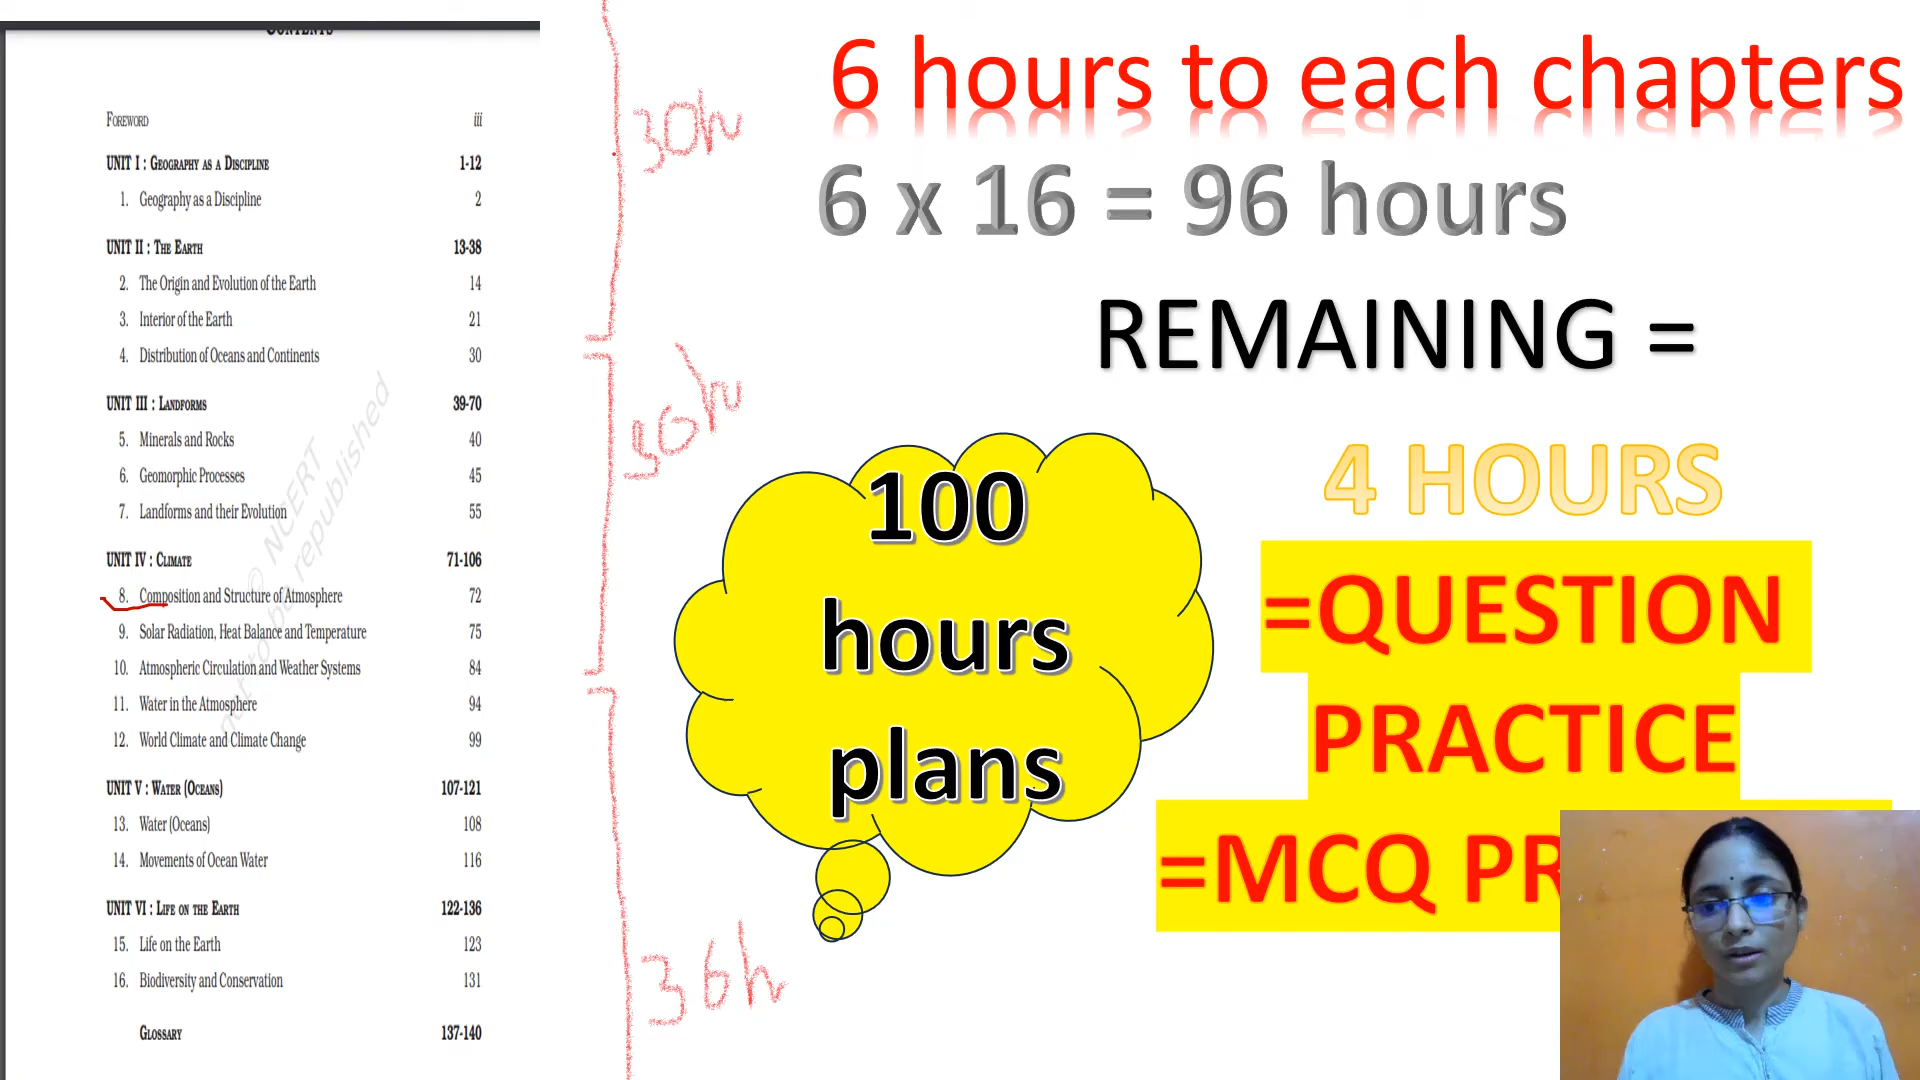 CONTENTS
FOREWORD iii
UNIT I : GEOGRAPHY AS A DISCIPLINE 1-12
1. Geography as a Discipline 2
UNIT II : THE EARTH 13-38
2. The Origin and Evolution of the Earth 14
3. Interior of the Earth 21
4. Distribution of Oceans and Continents 30
UNIT III : LANDFORMS 39-70
5. Minerals and Rocks 40
6. Geomorphic Processes 45
7. Landforms and their Evolution 55
UNIT IV : CLIMATE 71-106
8. Composition and Structure of Atmosphere 72
9. Solar Radiation, Heat Balance and Temperature 75
10. Atmospheric Circulation and Weather Systems 84
11. Water in the Atmosphere 94
12. World Climate and Climate Change 99
UNIT V : WATER (OCEANS) 107-121
13. Water (Oceans) 108
14. Movements of Ocean Water 116
UNIT VI : LIFE ON THE EARTH 122-136
15. Life on the Earth 123
16. Biodiversity and Conservation 131
GLOSSARY 137-140
© NCERT
not to be republished
30h
36h
36h
6 hours to each chapters
6 x 16 = 96 hours
REMAINING =
4 HOURS
=QUESTION
PRACTICE
=MCQ PR
100
hours
plans